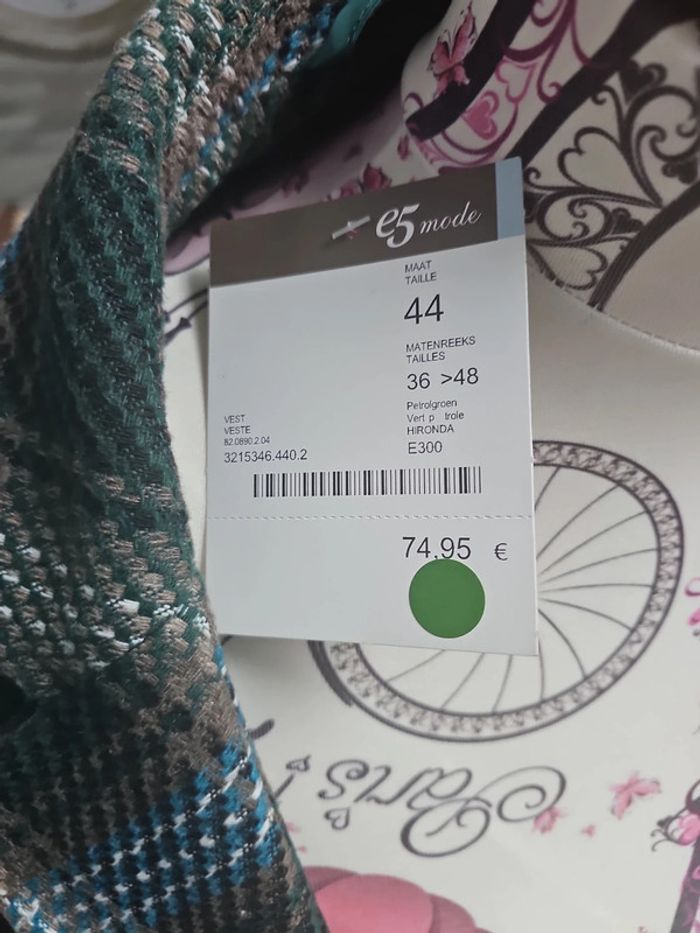 e5 mode
MAAT
TAILLE
44
MATENREEKS
TAILLES
36 >48
Petrolgroen
Vert p trole
HIRONDA
E300
VEST
VESTE
82.0890.2.04
3215346.440.2
74,95 €
Paris